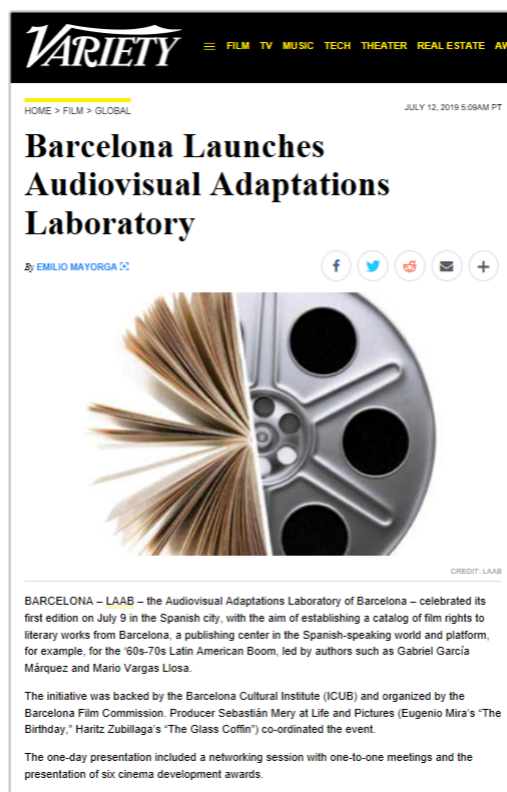 VARIETY
FILM TV MUSIC TECH THEATER REAL ESTATE AW
HOME > FILM > GLOBAL
JULY 12, 2019 5:09AM PT
Barcelona Launches
Audiovisual Adaptations
Laboratory
By EMILIO MAYORGA
CREDIT: LAAB
BARCELONA – LAAB – the Audiovisual Adaptations Laboratory of Barcelona – celebrated its
first edition on July 9 in the Spanish city, with the aim of establishing a catalog of film rights to
literary works from Barcelona, a publishing center in the Spanish-speaking world and platform,
for example, for the ‘60s-70s Latin American Boom, led by authors such as Gabriel García
Márquez and Mario Vargas Llosa.
The initiative was backed by the Barcelona Cultural Institute (ICUB) and organized by the
Barcelona Film Commission. Producer Sebastián Mery at Life and Pictures (Eugenio Mira’s “The
Birthday,” Haritz Zubillaga’s “The Glass Coffin”) co-ordinated the event.
The one-day presentation included a networking session with one-to-one meetings and the
presentation of six cinema development awards.